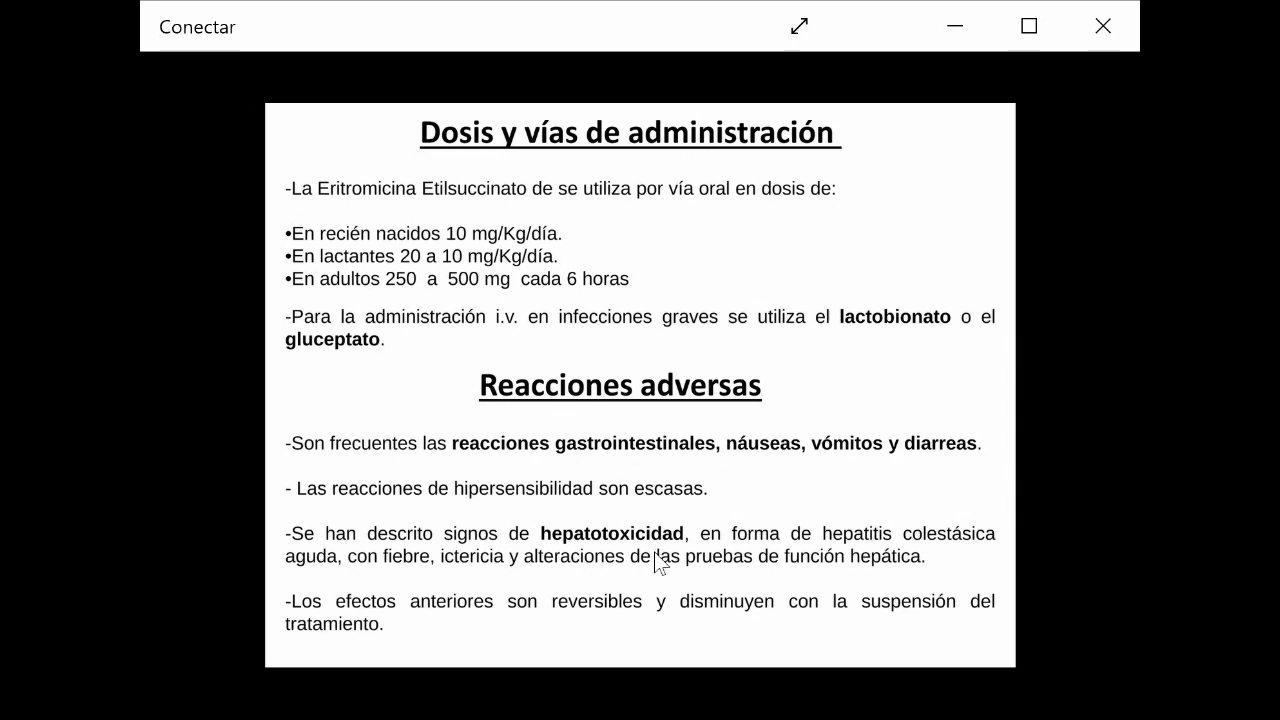 Conectar
Dosis y vías de administración
-La Eritromicina Etilsuccinato de se utiliza por vía oral en dosis de:
•En recién nacidos 10 mg/Kg/día.
•En lactantes 20 a 10 mg/Kg/día.
•En adultos 250 a 500 mg cada 6 horas
-Para la administración i.v. en infecciones graves se utiliza el lactobionato o el
gluceptato.
Reacciones adversas
-Son frecuentes las reacciones gastrointestinales, náuseas, vómitos y diarreas.
- Las reacciones de hipersensibilidad son escasas.
-Se han descrito signos de hepatotoxicidad, en forma de hepatitis colestásica
aguda, con fiebre, ictericia y alteraciones de las pruebas de función hepática.
-Los efectos anteriores son reversibles y disminuyen con la suspensión del
tratamiento.